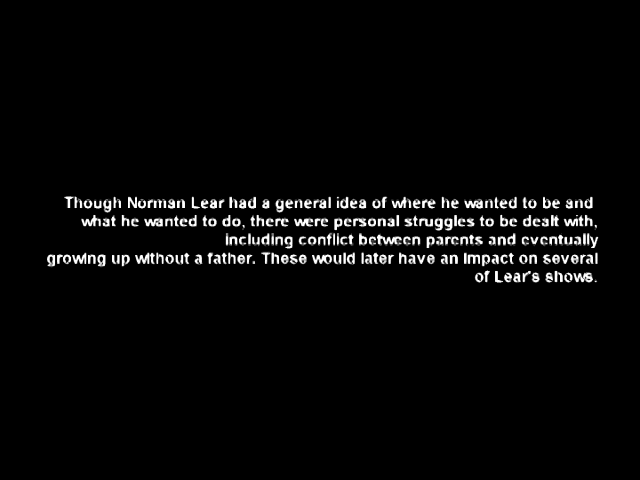 Though Norman Lear had a general idea of where he wanted to be and
what he wanted to do, there were personal struggles to be dealt with,
including conflict between parents and eventually
growing up without a father. These would later have an impact on several
of Lear's shows.